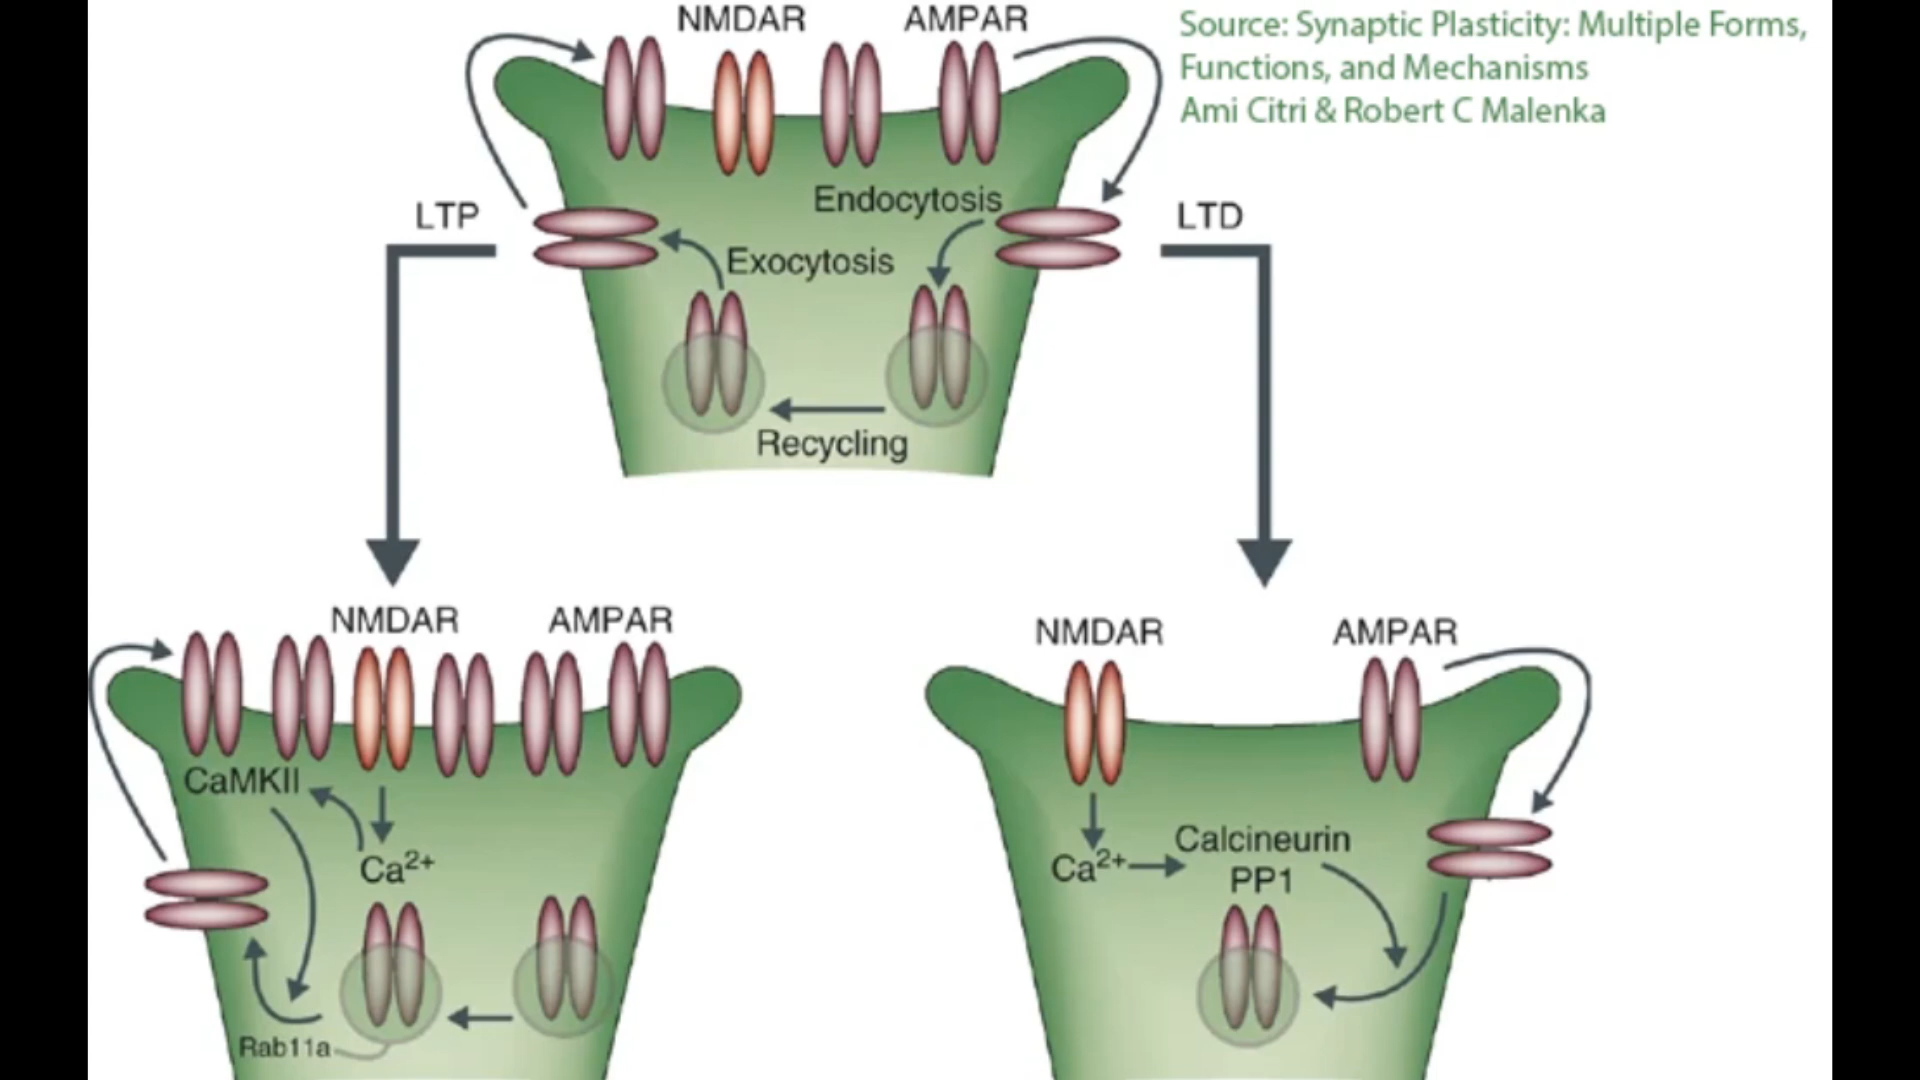 NMDAR
AMPAR
Source: Synaptic Plasticity: Multiple Forms,
Functions, and Mechanisms
Ami Citri & Robert C Malenka
Endocytosis
LTP
LTD
Exocytosis
Recycling
NMDAR
AMPAR
CaMKII
Ca²⁺
Rab11a
NMDAR
AMPAR
Calcineurin
Ca²⁺
PP1